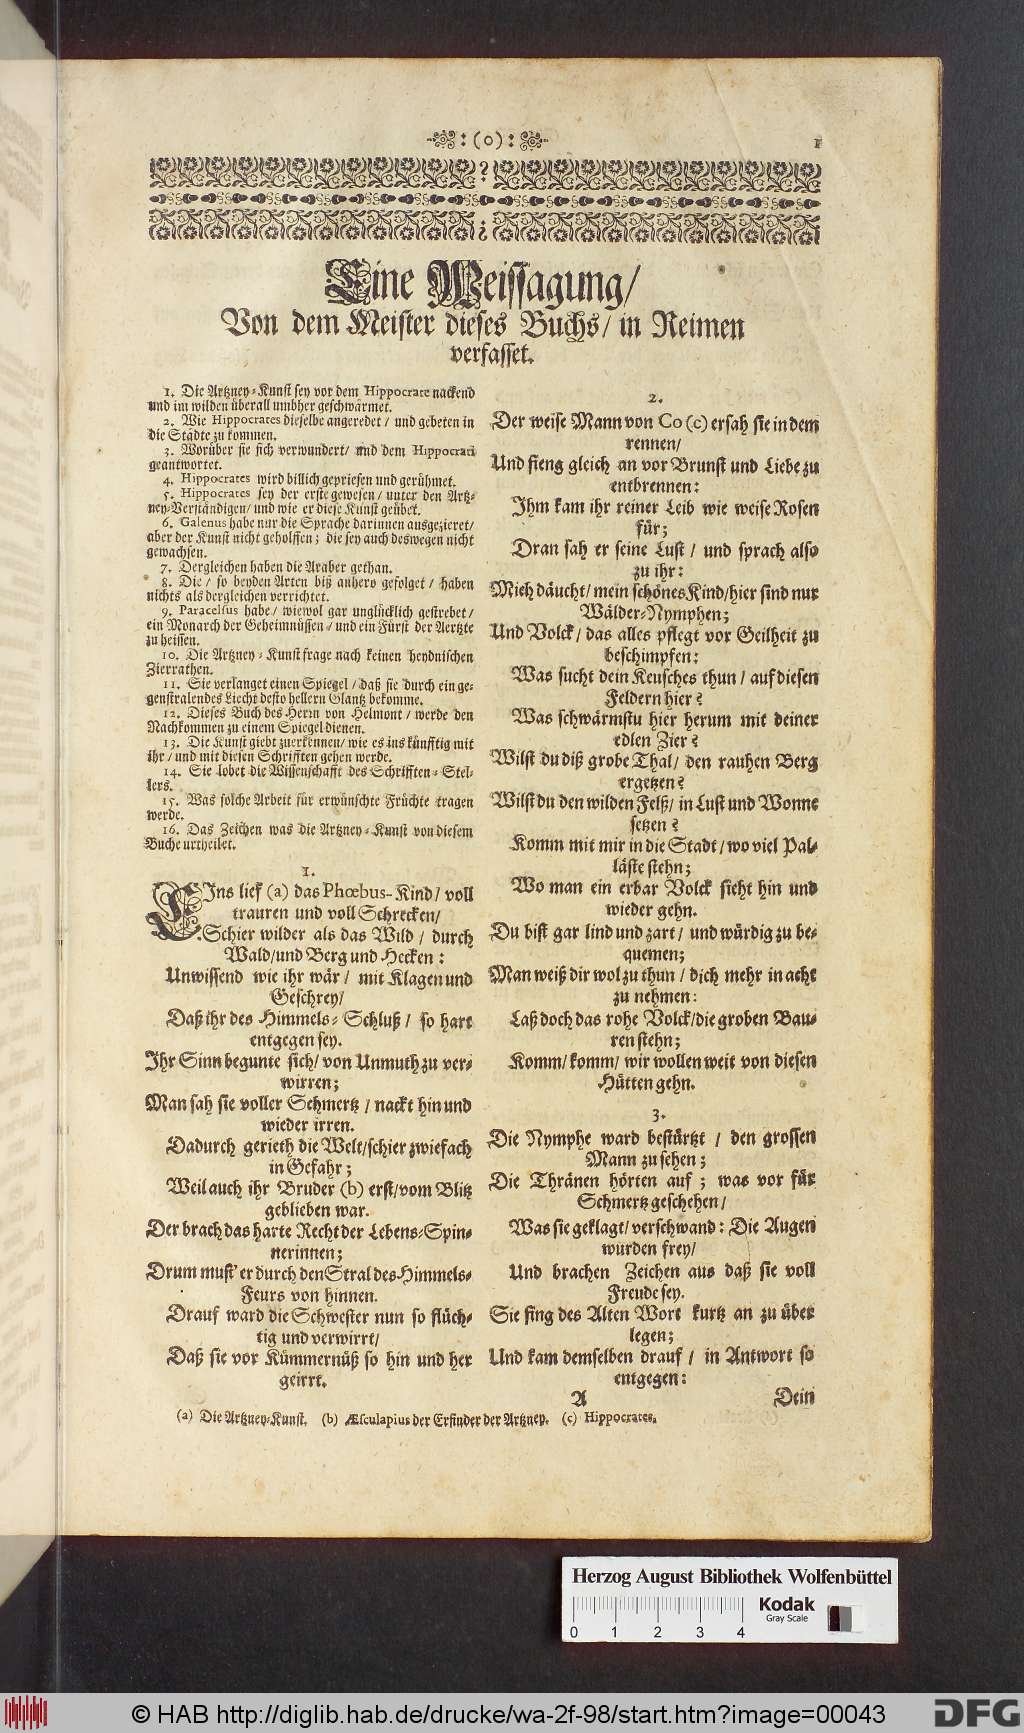 :(o):
1
Eine Weissagung/
Von dem Meister dieses Buchs/ in Reimen
verfasset.
1. Die Artzney-Kunst sey vor dem Hippocrate nackend
und im wilden überall umbher geschwärmet.
2. Wie Hippocrates dieselbe angeredet / und gebeten in
die Städte zu kommen.
3. Worüber sie sich verwundert/ und dem Hippocrati
geantwortet.
4. Hippocrates wird billich gepriesen und gerühmet.
5. Hippocrates sey der erste gewesen/ unter den Artz-
ney-Verständigen/ und wie er diese Kunst geübet.
6. Galenus habe nur die Sprache darinnen ausgezieret/
aber der Kunst nicht geholffen; die sey auch deswegen nicht
gewachsen.
7. Dergleichen haben die Araber gethan.
8. Die / so beyden Arten biß anhero gefolget / haben
nichts als dergleichen verrichtet.
9. Paracelsus habe/ wiewol gar unglücklich gestrebet/
ein Monarch der Geheimnüssen/ und ein Fürst der Aertzte
zu heissen.
10. Die Artzney-Kunst frage nach keinen heydnischen
Zierrathen.
11. Sie verlanget einen Spiegel/ daß sie durch ein ge-
genstralendes Liecht desto hellern Glantz bekomme.
12. Dieses Buch des Herrn von Helmont / werde den
Nachkommen zu einem Spiegel dienen.
13. Die Kunst giebt zuerkennen/ wie es ins künfftig mit
ihr / und mit diesen Schrifften gehen werde.
14. Sie lobet die Wissenschafft des Schrifften-Stel-
lers.
15. Was solche Arbeit für erwünschte Früchte tragen
werde.
16. Das Zeichen was die Artzney-Kunst von diesem
Buche urtheilet.
1.
EJns lief (a) das Phœbus-Kind/ voll
trauren und voll Schrecken/
Schier wilder als das Wild / durch
Wald/und Berg und Hecken:
Unwissend wie ihr wär / mit Klagen und
Geschrey/
Daß ihr des Himmels-Schluß / so hart
entgegen sey.
Ihr Sinn begunte sich/ von Unmuth zu ver-
wirren;
Man sah sie voller Schmertz / nackt hin und
wieder irren.
Dadurch gerieth die Welt/schier zwiefach
in Gefahr;
Weil auch ihr Bruder (b) erst/vom Blitz
geblieben war.
Der brach das harte Recht der Lebens-Spin-
nerinnen;
Drum must' er durch den Stral des Himmels-
Feurs von hinnen.
Drauf ward die Schwester nun so flüch-
tig und verwirrt/
Daß sie vor Kümmernüß so hin und her
geirrt.
2.
Der weise Mann von Co (c) ersah sie in dem
rennen/
Und fieng gleich an vor Brunst und Liebe zu
entbrennen:
Ihm kam ihr reiner Leib wie weise Rosen
für;
Dran sah er seine Lust / und sprach also
zu ihr:
Mich däucht/ mein schönes Kind/hier sind nur
Wälder-Nymphen;
Und Volck/ das alles pflegt vor Geilheit zu
beschimpfen:
Was sucht dein Keusches thun / auf diesen
Feldern hier?
Was schwärmstu hier herum mit deiner
edlen Zier?
Wilst du diß grobe Thal/ den rauhen Berg
ergetzen?
Wilst du den wilden Felß/ in Lust und Wonne
setzen?
Komm mit mir in die Stadt / wo viel Pal-
läste stehn;
Wo man ein erbar Volck sieht hin und
wieder gehn.
Du bist gar lind und zart / und würdig zu be-
quemen;
Man weiß dir wol zu thun / dich mehr in acht
zu nehmen:
Laß doch das rohe Volck/die groben Bau-
ren stehn;
Komm/ komm/ wir wollen weit von diesen
Hütten gehn.
3.
Die Nymphe ward bestürtzt / den grossen
Mann zu sehen;
Die Thränen hörten auf; was vor für
Schmertz geschehen/
Was sie geklagt/ verschwand: Die Augen
wurden frey/
Und brachen Zeichen aus daß sie voll
Freude sey.
Sie fing des Alten Wort kurtz an zu über
legen;
Und kam demselben drauf / in Antwort so
entgegen:
A
Dein
(a) Die Artzney-Kunst. (b) Æsculapius der Erfinder der Artzney. (c) Hippocrates.
Herzog August Bibliothek Wolfenbüttel
Kodak
Gray Scale
0 1 2 3 4
© HAB http://diglib.hab.de/drucke/wa-2f-98/start.htm?image=00043
DFG